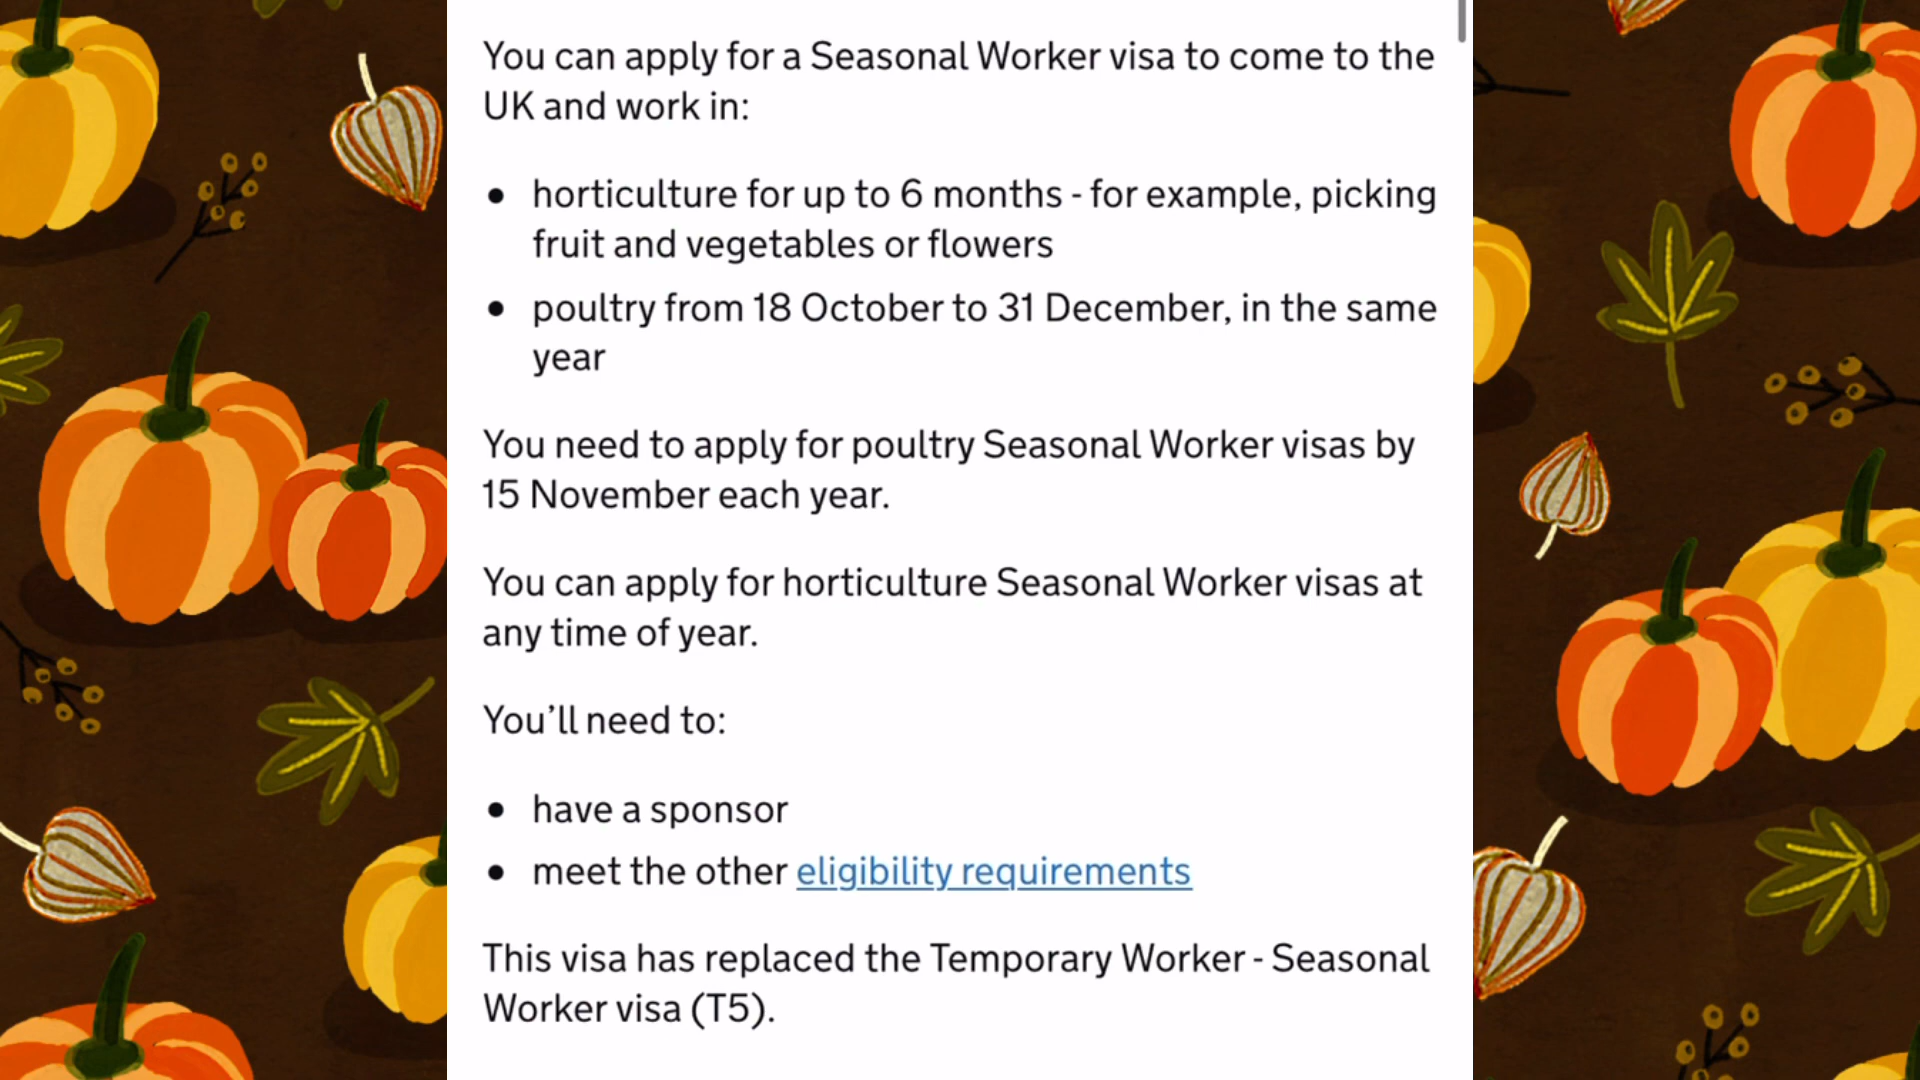 You can apply for a Seasonal Worker visa to come to the
UK and work in:
• horticulture for up to 6 months - for example, picking
fruit and vegetables or flowers
• poultry from 18 October to 31 December, in the same
year
You need to apply for poultry Seasonal Worker visas by
15 November each year.
You can apply for horticulture Seasonal Worker visas at
any time of year.
You’ll need to:
• have a sponsor
• meet the other eligibility requirements
This visa has replaced the Temporary Worker - Seasonal
Worker visa (T5).